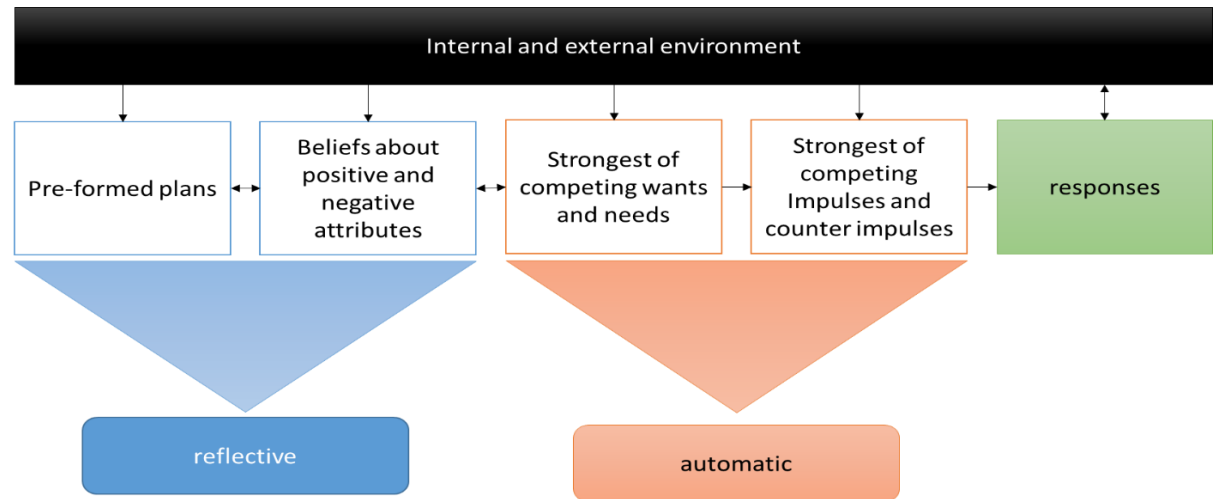 Internal and external environment
Pre-formed plans
Beliefs about
positive and
negative
attributes
Strongest of
competing wants
and needs
Strongest of
competing
Impulses and
counter impulses
responses
reflective
automatic